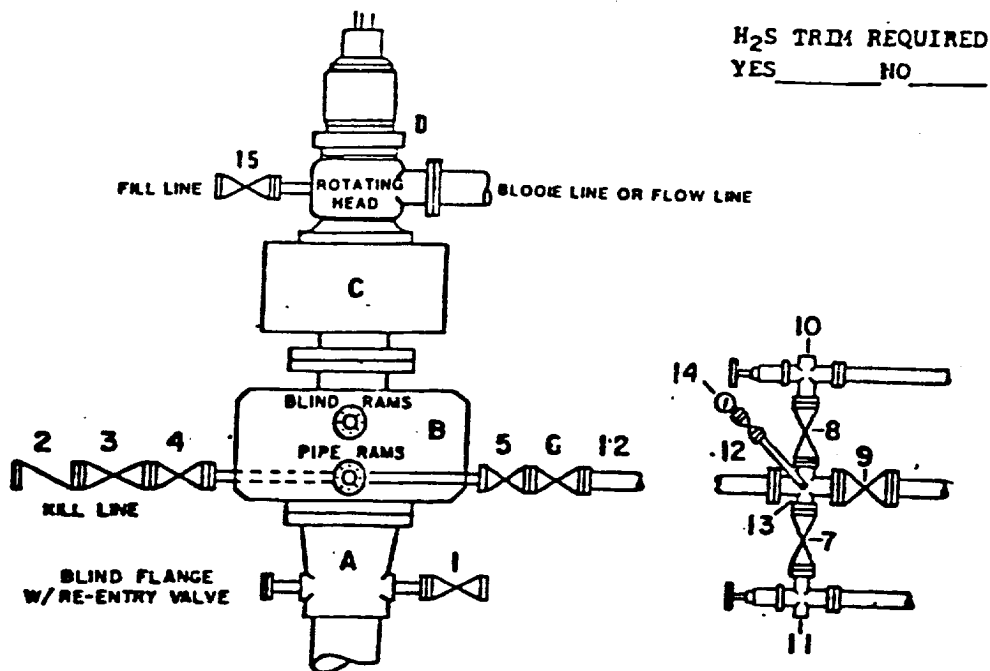 H2S TRIM REQUIRED
YES NO
D
15
FILL LINE
ROTATING
HEAD
BLOOIE LINE OR FLOW LINE
C
10
14
BLIND RAMS
B
8
2 3 4
PIPE RAMS
5 6 12
12
9
KILL LINE
13
7
A
1
BLIND FLANGE
W/RE-ENTRY VALVE
11